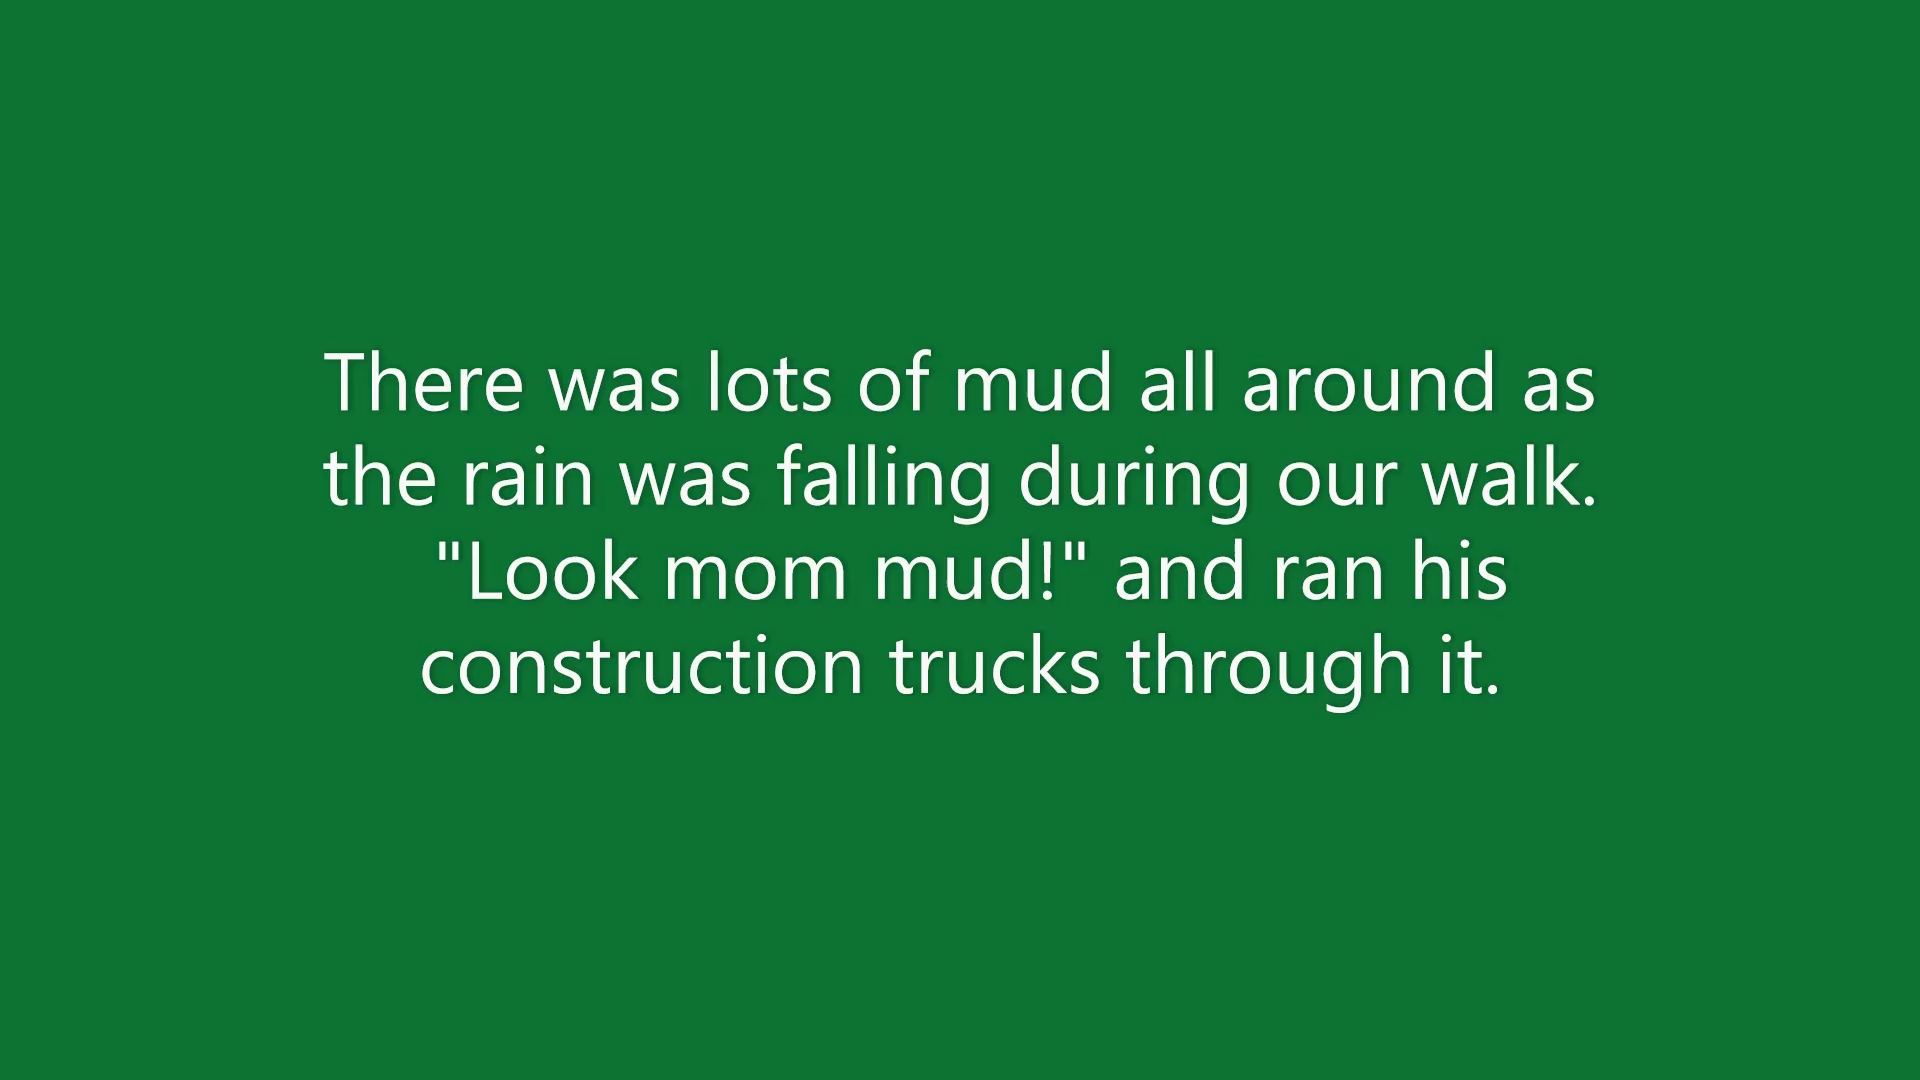 There was lots of mud all around as
the rain was falling during our walk.
"Look mom mud!" and ran his
construction trucks through it.